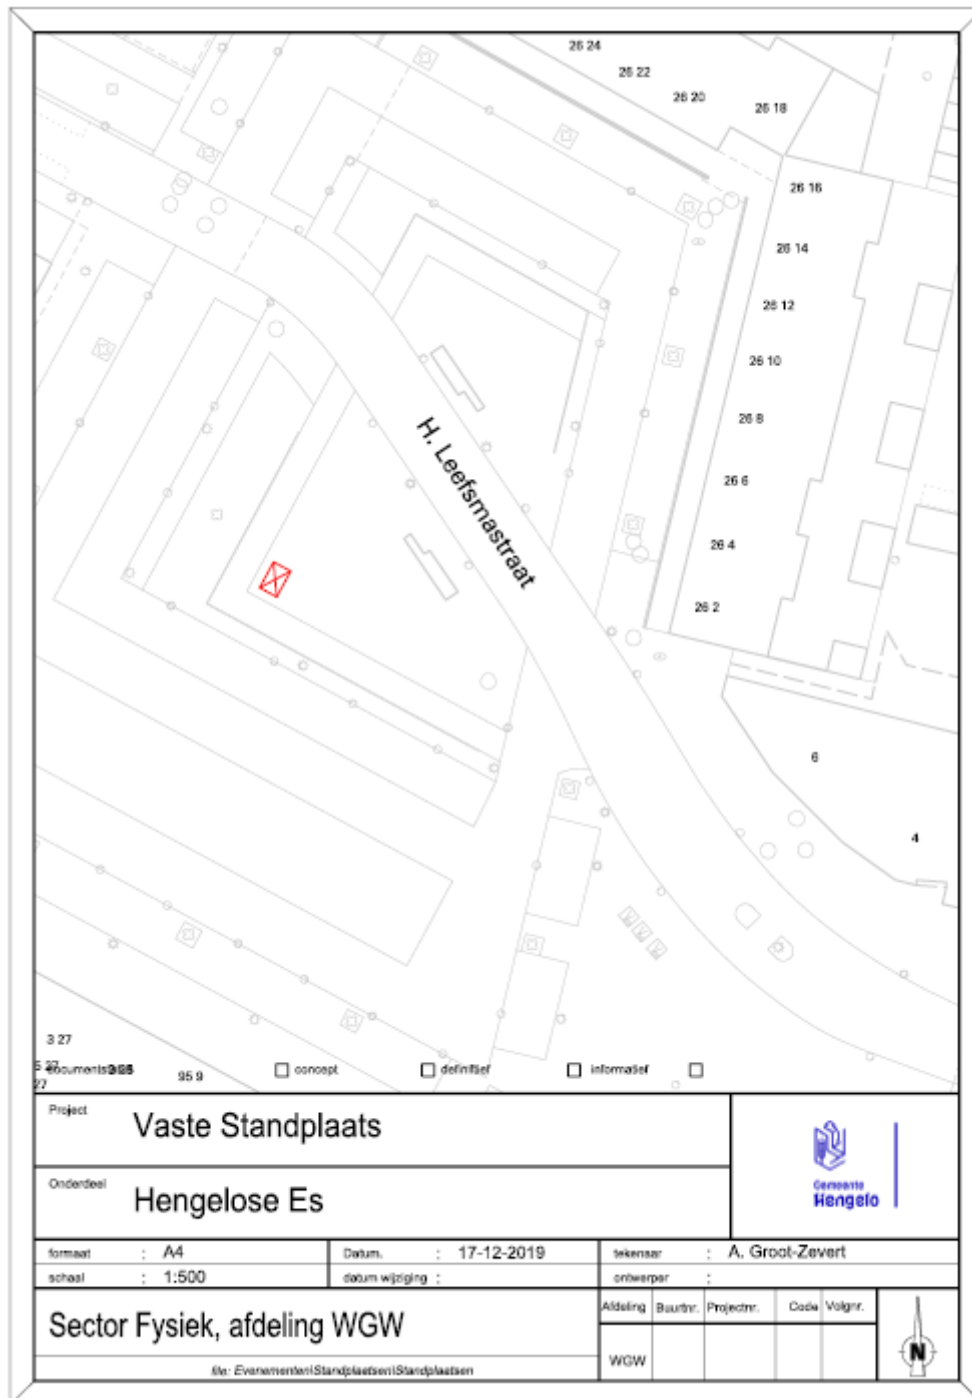 26 24
26 22
26 20
26 18
26 16
26 14
26 12
26 10
26 8
26 6
26 4
26 2
H. Leefsmastraat
6
4
3 27
27
95 9
concept
definitief
informatief
Project
Vaste Standplaats
Onderdeel
Hengelose Es
Gemeente
Hengelo
formaat : A4
Datum. : 17-12-2019
tekenaar : A. Groot-Zevert
schaal : 1:500
datum wijziging :
ontwerper :
Sector Fysiek, afdeling WGW
Afdeling Buurtnr. Projectnr. Code Volgnr.
WGW
N
file: Evenementen\Standplaatsen\Standplaatsen